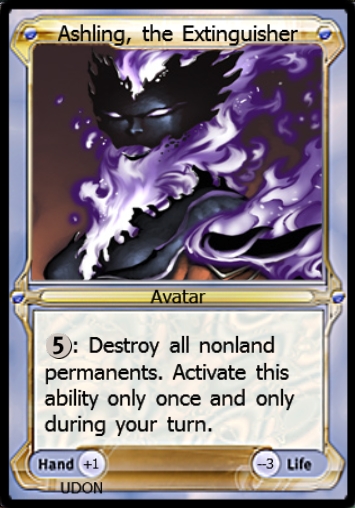 Ashling, the Extinguisher
Avatar
5: Destroy all nonland
permanents. Activate this
ability only once and only
during your turn.
Hand +1 -3 Life
UDON